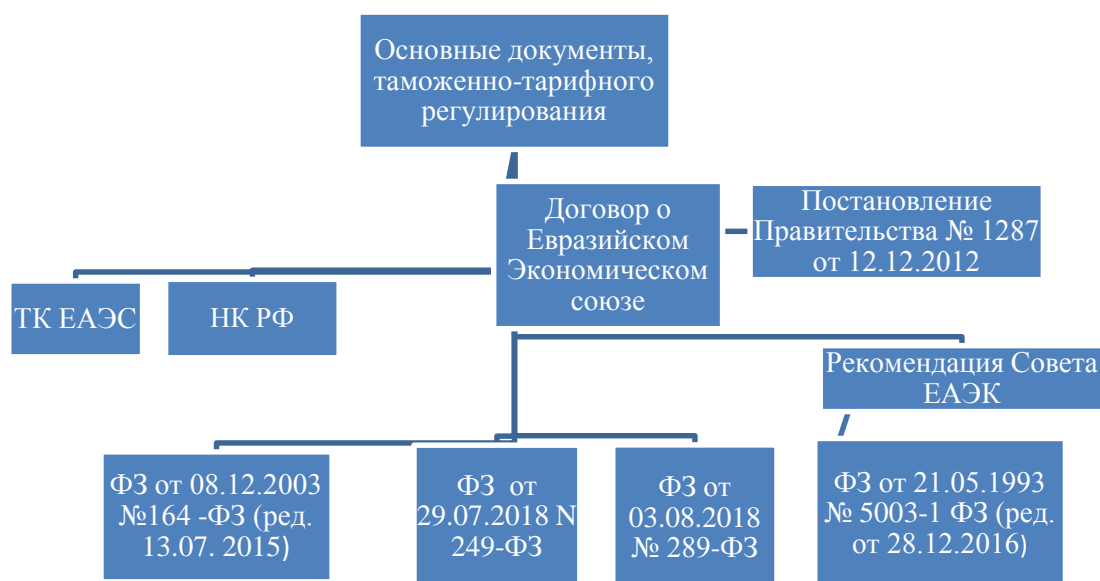 Основные документы,
таможенно-тарифного
регулирования
Договор о
Евразийском
Экономическом
союзе
Постановление
Правительства № 1287
от 12.12.2012
ТК ЕАЭС
НК РФ
Рекомендация Совета
ЕАЭК
ФЗ от 08.12.2003
№164 -ФЗ (ред.
13.07. 2015)
ФЗ от
29.07.2018 N
249-ФЗ
ФЗ от
03.08.2018
№ 289-ФЗ
ФЗ от 21.05.1993
№ 5003-1 ФЗ (ред.
от 28.12.2016)